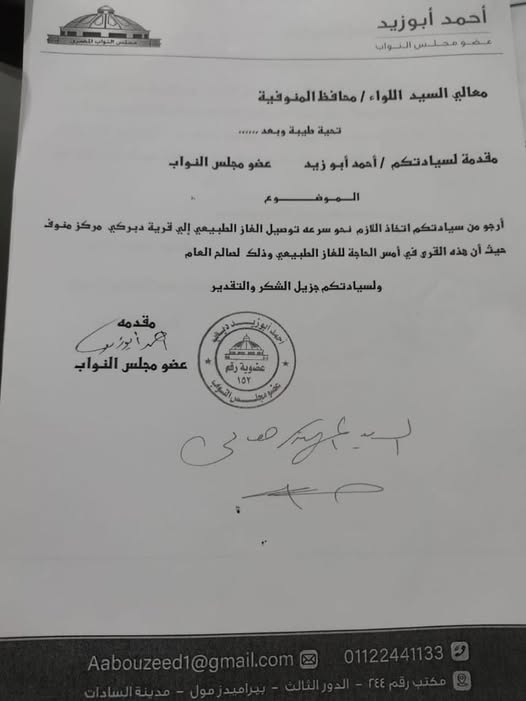 أحمد أبوزيد
عضو مجلس النواب
مجلس النواب المصري
معالي السيد اللواء / محافظ المنوفية
تحية طيبة وبعد ......
مقدمة لسيادتكم / أحمد أبو زيد عضو مجلس النواب
الموضوع
أرجو من سيادتكم اتخاذ اللازم نحو سرعه توصيل الغاز الطبيعي إلي قرية دبركي مركز منوف
حيث أن هذه القرى في أمس الحاجة للغاز الطبيعي وذلك لصالح العام
ولسيادتكم جزيل الشكر والتقدير
مقدمه
أحمد أبوزيد
عضو مجلس النواب
أحمد أبوزيد
عضوية رقم
١٥٢
عضو مجلس النواب
السيد
Aabouzeed1@gmail.com 01122441133
مكتب رقم ٢٤٤ - الدور الثالث - بيراميدز مول - مدينة السادات